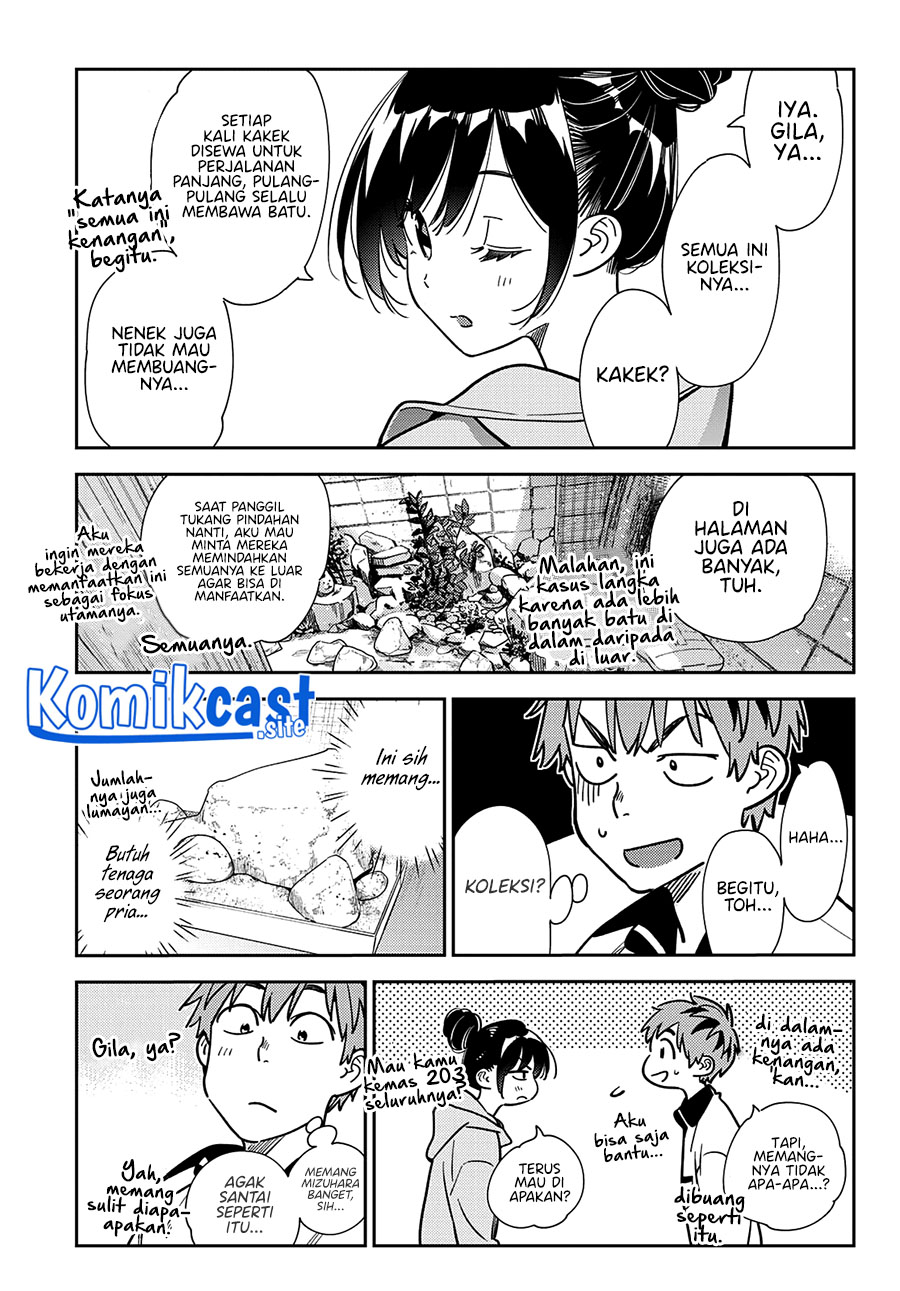 IYA.
GILA,
YA...
SEMUA INI
KOLEKSI-
NYA...
KAKEK?
SETIAP
KALI KAKEK
DISEWA UNTUK
PERJALANAN
PANJANG, PULANG-
PULANG SELALU
MEMBAWA BATU.
Katanya
"semua ini
kenangan",
begitu.
NENEK JUGA
TIDAK MAU
MEMBUANG-
NYA...
DI
HALAMAN
JUGA ADA
BANYAK,
TUH.
Malahan, ini
kasus langka
karena ada lebih
banyak batu di
dalam daripada
di luar.
SAAT PANGGIL
TUKANG PINDAHAN
NANTI, AKU MAU
MINTA MEREKA
MEMINDAHKAN
SEMUANYA KE LUAR
AGAR BISA DI
MANFAATKAN.
Semuanya.
Aku
ingin mereka
bekerja dengan
memanfaatkan ini
sebagai fokus
utamanya.
Komikcast
.site
HAHA...
BEGITU,
TOH...
KOLEKSI?
Ini sih
memang...
Jumlah-
nya juga
lumayan...
Butuh
tenaga
seorang
pria...
di dalam-
nya ada
kenangan,
kan...
TAPI,
MEMANG-
NYA TIDAK
APA-APA...?
dibuang
seperti
itu.
Aku
bisa saja
bantu...
Mau kamu
kemas 203
seluruhnya?
TERUS
MAU DI
APAKAN?
Gila, ya?
MEMANG
MIZUHARA
BANGET,
SIH...
AGAK
SANTAI
SEPERTI
ITU...
Yah,
memang
sulit diapa-
apakan.